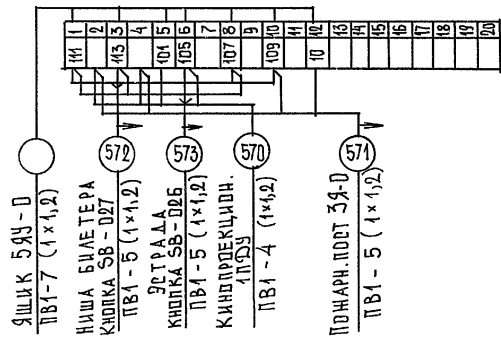 1 2 3 4 5 6 7 8 9 10 11 12 13 14 15 16 17 18 19 20
111 113 101 105 107 109 10
572
573
570
571
ЯЩИК 5ЯУ-D
ПВ1-7 (1×1,2)
НИША БИЛЕТЕРА
КНОПКА SB-D27
ПВ1-5 (1×1,2)
ЭСТРАДА
КНОПКА SB-D26
ПВ1-5 (1×1,2)
КИНОПРОЕКЦИОН.
1ПДУ
ПВ1-4 (1×1,2)
ПОЖАРН.ПОСТ 3Я-D
ПВ1-5 (1×1,2)